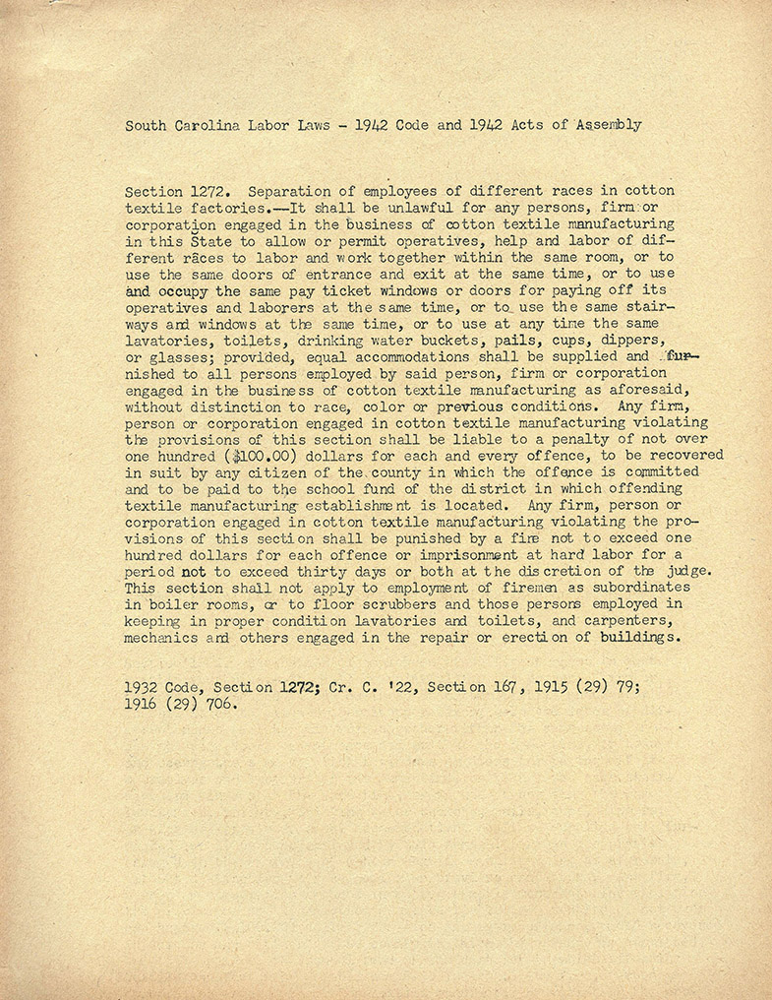 South Carolina Labor Laws - 1942 Code and 1942 Acts of Assembly
Section 1272. Separation of employees of different races in cotton
textile factories.—It shall be unlawful for any persons, firm or
corporation engaged in the business of cotton textile manufacturing
in this State to allow or permit operatives, help and labor of dif-
ferent races to labor and work together within the same room, or to
use the same doors of entrance and exit at the same time, or to use
and occupy the same pay ticket windows or doors for paying off its
operatives and laborers at the same time, or to use the same stair-
ways and windows at the same time, or to use at any time the same
lavatories, toilets, drinking water buckets, pails, cups, dippers,
or glasses; provided, equal accommodations shall be supplied and fur-
nished to all persons employed by said person, firm or corporation
engaged in the business of cotton textile manufacturing as aforesaid,
without distinction to race, color or previous conditions. Any firm,
person or corporation engaged in cotton textile manufacturing violating
the provisions of this section shall be liable to a penalty of not over
one hundred ($100.00) dollars for each and every offence, to be recovered
in suit by any citizen of the county in which the offence is committed
and to be paid to the school fund of the district in which offending
textile manufacturing establishment is located. Any firm, person or
corporation engaged in cotton textile manufacturing violating the pro-
visions of this section shall be punished by a fine not to exceed one
hundred dollars for each offence or imprisonment at hard labor for a
period not to exceed thirty days or both at the discretion of the judge.
This section shall not apply to employment of firemen as subordinates
in boiler rooms, or to floor scrubbers and those persons employed in
keeping in proper condition lavatories and toilets, and carpenters,
mechanics and others engaged in the repair or erection of buildings.
1932 Code, Section 1272; Cr. C. '22, Section 167, 1915 (29) 79;
1916 (29) 706.